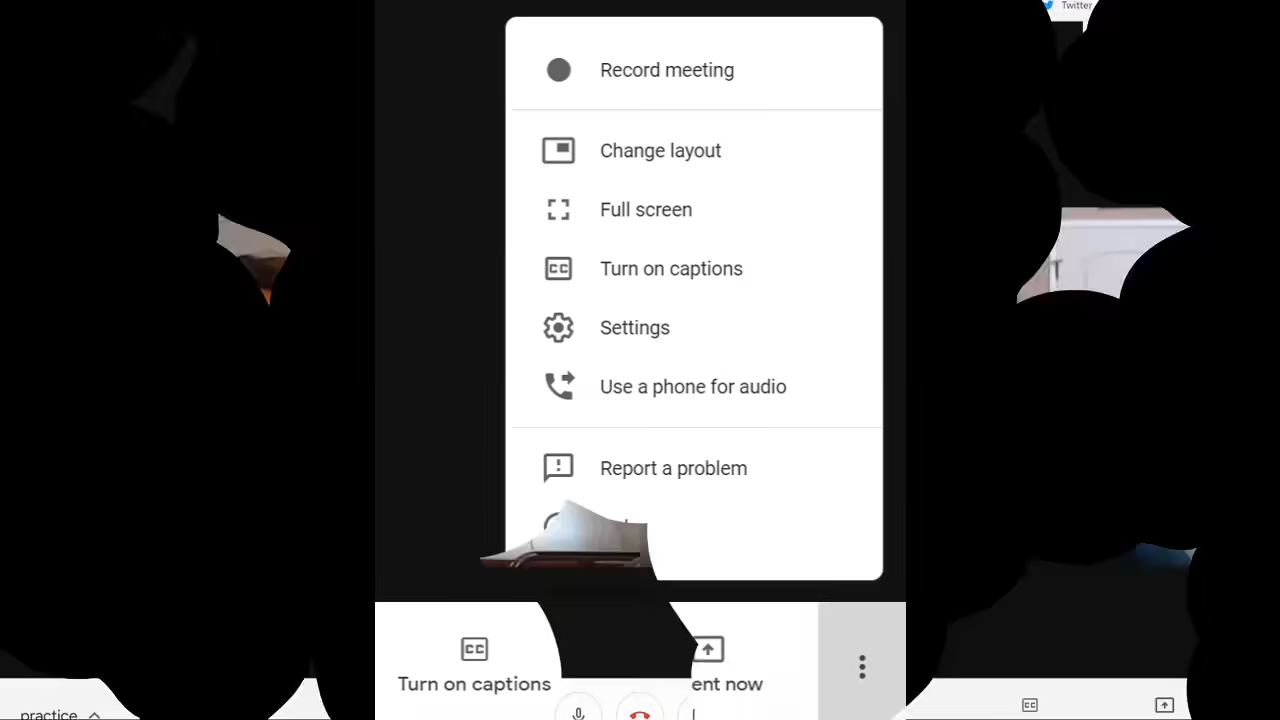 Twitter
Record meeting
Change layout
Full screen
Turn on captions
Settings
Use a phone for audio
Report a problem
Turn on captions
ent now
practice